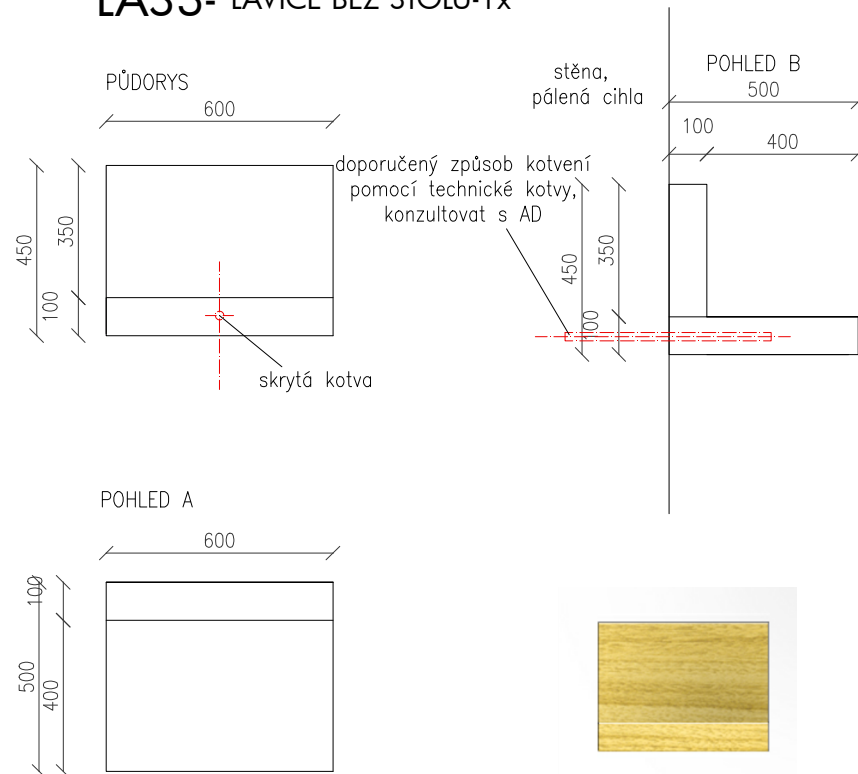 LAVICE BEZ STOLU-1x
PŮDORYS
600
450
350
100
skrytá kotva
doporučený způsob kotvení
pomocí technické kotvy,
konzultovat s AD
stěna,
pálená cihla
POHLED B
500
100
400
450
350
100
POHLED A
600
100
500
400